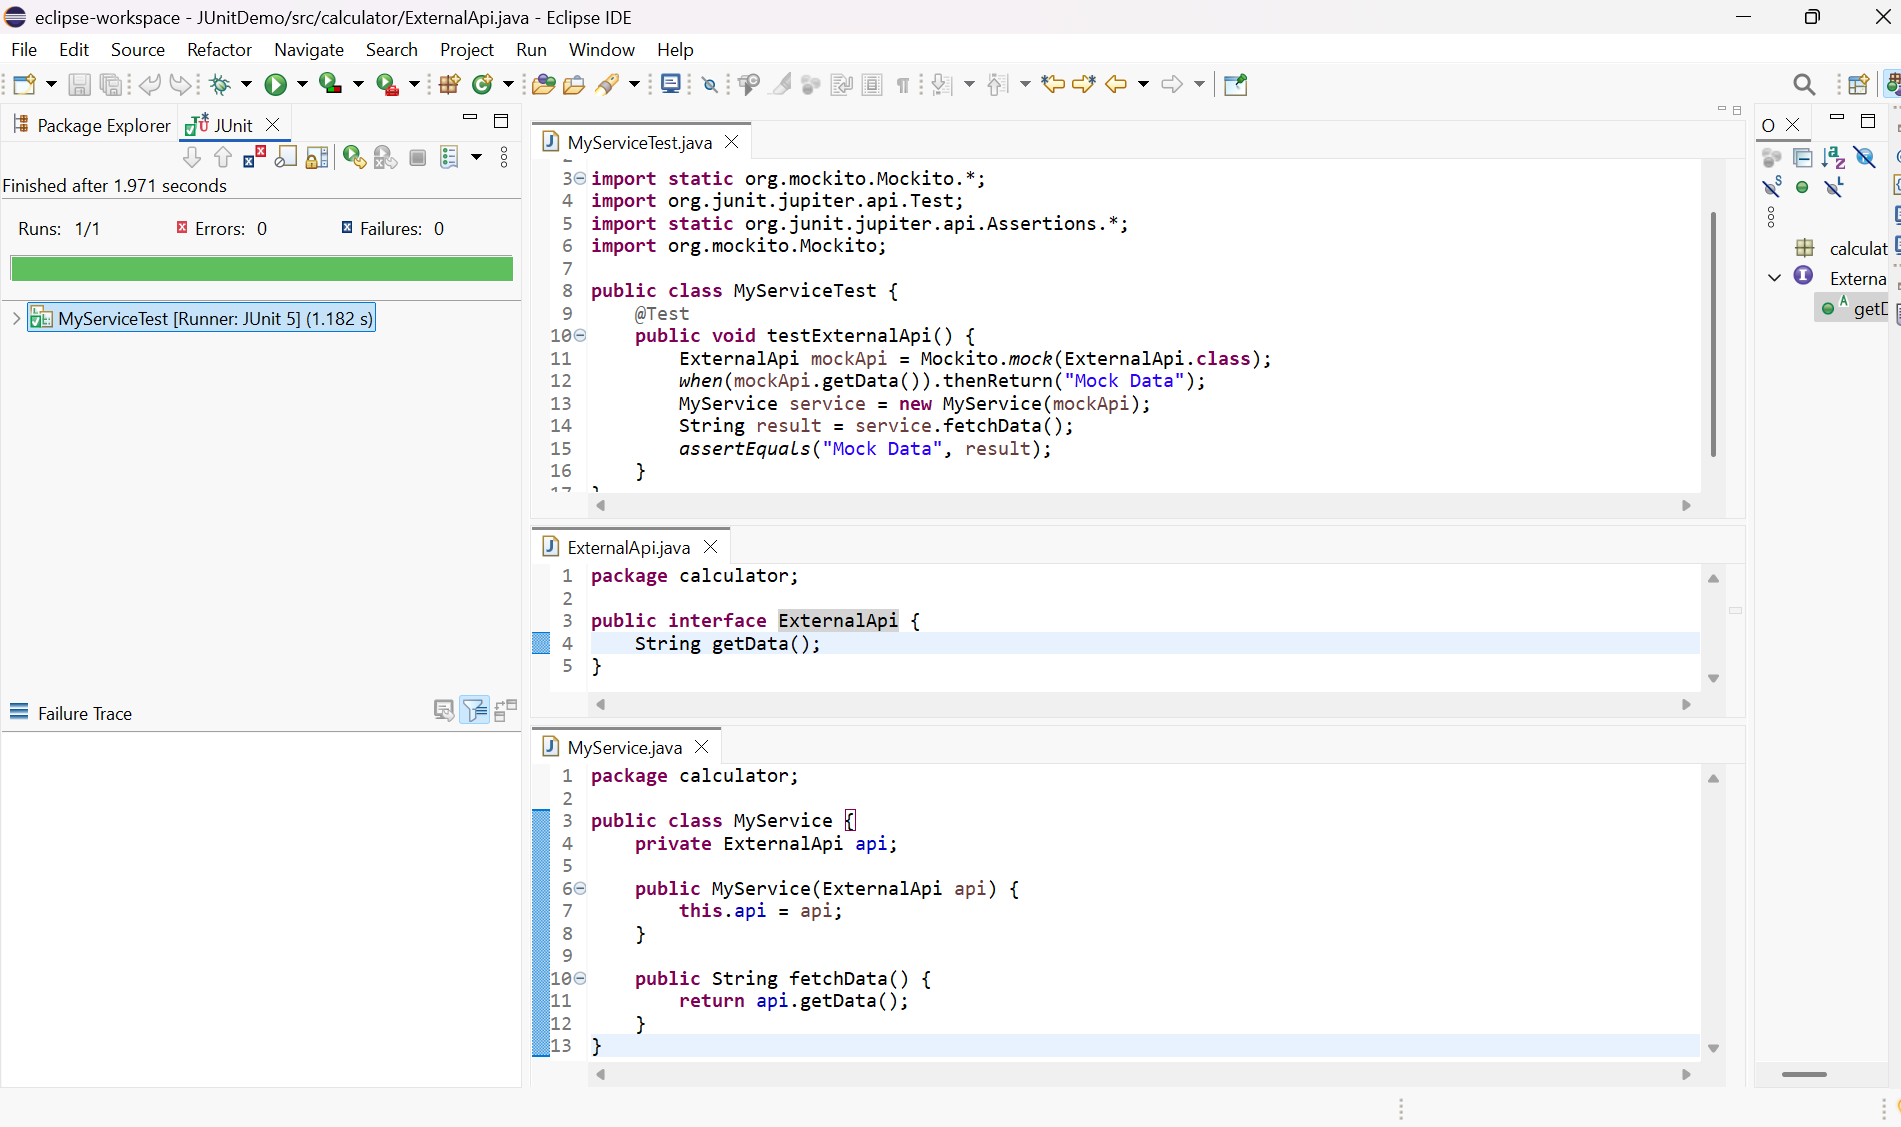 eclipse-workspace - JUnitDemo/src/calculator/ExternalApi.java - Eclipse IDE
File Edit Source Refactor Navigate Search Project Run Window Help
Package Explorer
JUnit
Finished after 1.971 seconds
Runs: 1/1 Errors: 0 Failures: 0
MyServiceTest [Runner: JUnit 5] (1.182 s)
Failure Trace
MyServiceTest.java
3 import static org.mockito.Mockito.*;
4 import org.junit.jupiter.api.Test;
5 import static org.junit.jupiter.api.Assertions.*;
6 import org.mockito.Mockito;
7
8 public class MyServiceTest {
9     @Test
10     public void testExternalApi() {
11         ExternalApi mockApi = Mockito.mock(ExternalApi.class);
12         when(mockApi.getData()).thenReturn("Mock Data");
13         MyService service = new MyService(mockApi);
14         String result = service.fetchData();
15         assertEquals("Mock Data", result);
16     }
ExternalApi.java
1 package calculator;
2
3 public interface ExternalApi {
4     String getData();
5 }
MyService.java
1 package calculator;
2
3 public class MyService {
4     private ExternalApi api;
5
6     public MyService(ExternalApi api) {
7         this.api = api;
8     }
9
10     public String fetchData() {
11         return api.getData();
12     }
13 }
O
calculat
Externa